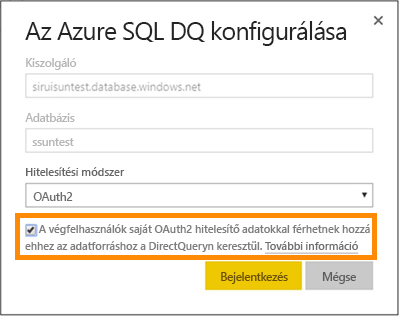 Az Azure SQL DQ konfigurálása
Kiszolgáló
siruisuntest.database.windows.net
Adatbázis
ssuntest
Hitelesítési módszer
OAuth2
A végfelhasználók saját OAuth2 hitelesítő adatokkal férhetnek hozzá
ehhez az adatforráshoz a DirectQueryn keresztül. További információ
Bejelentkezés Mégse